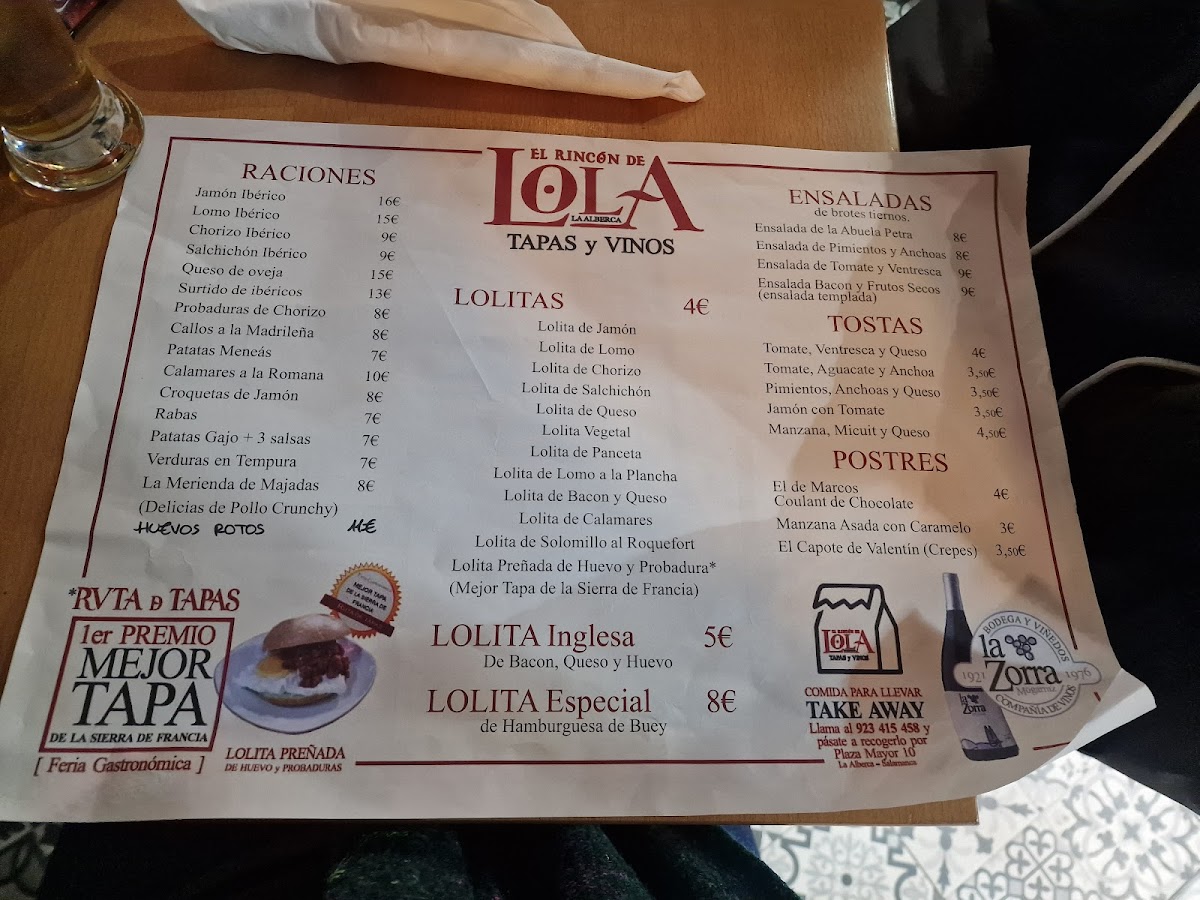 EL RINCÓN DE
LOLA
LA ALBERCA
TAPAS y VINOS
RACIONES
Jamón Ibérico 16€
Lomo Ibérico 15€
Chorizo Ibérico 9€
Salchichón Ibérico 9€
Queso de oveja 15€
Surtido de ibéricos 13€
Probaduras de Chorizo 8€
Callos a la Madrileña 8€
Patatas Meneás 7€
Calamares a la Romana 10€
Croquetas de Jamón 8€
Rabas 7€
Patatas Gajo + 3 salsas 7€
Verduras en Tempura 7€
La Merienda de Majadas 8€
(Delicias de Pollo Crunchy)
HUEVOS ROTOS
*RVTA D TAPAS
1er PREMIO
MEJOR
TAPA
DE LA SIERRA DE FRANCIA
[ Feria Gastronómica ]
MEJOR TAPA
DE LA SIERRA DE
FRANCIA
LOLITA PREÑADA
DE HUEVO y PROBADURAS
LOLITAS 4€
Lolita de Jamón
Lolita de Lomo
Lolita de Chorizo
Lolita de Salchichón
Lolita de Queso
Lolita Vegetal
Lolita de Panceta
Lolita de Lomo a la Plancha
Lolita de Bacon y Queso
Lolita de Calamares
Lolita de Solomillo al Roquefort
Lolita Preñada de Huevo y Probadura*
(Mejor Tapa de la Sierra de Francia)
LOLITA Inglesa 5€
De Bacon, Queso y Huevo
LOLITA Especial 8€
de Hamburguesa de Buey
ENSALADAS
de brotes tiernos.
Ensalada de la Abuela Petra 8€
Ensalada de Pimientos y Anchoas 8€
Ensalada de Tomate y Ventresca 9€
Ensalada Bacon y Frutos Secos 9€
(ensalada templada)
TOSTAS
Tomate, Ventresca y Queso 4€
Tomate, Aguacate y Anchoa 3,50€
Pimientos, Anchoas y Queso 3,50€
Jamón con Tomate 3,50€
Manzana, Micuit y Queso 4,50€
POSTRES
El de Marcos
Coulant de Chocolate 4€
Manzana Asada con Caramelo 3€
El Capote de Valentín (Crepes) 3,50€
EL RINCÓN DE
LOLA
TAPAS y VINOS
COMIDA PARA LLEVAR
TAKE AWAY
Llama al 923 415 458 y
pásate a recogerlo por
Plaza Mayor 10
La Alberca - Salamanca
la
Zorra
BODEGA Y VIÑEDOS
la
Zorra
1921 1976
Mogarraz
COMPAÑÍA DE VINOS